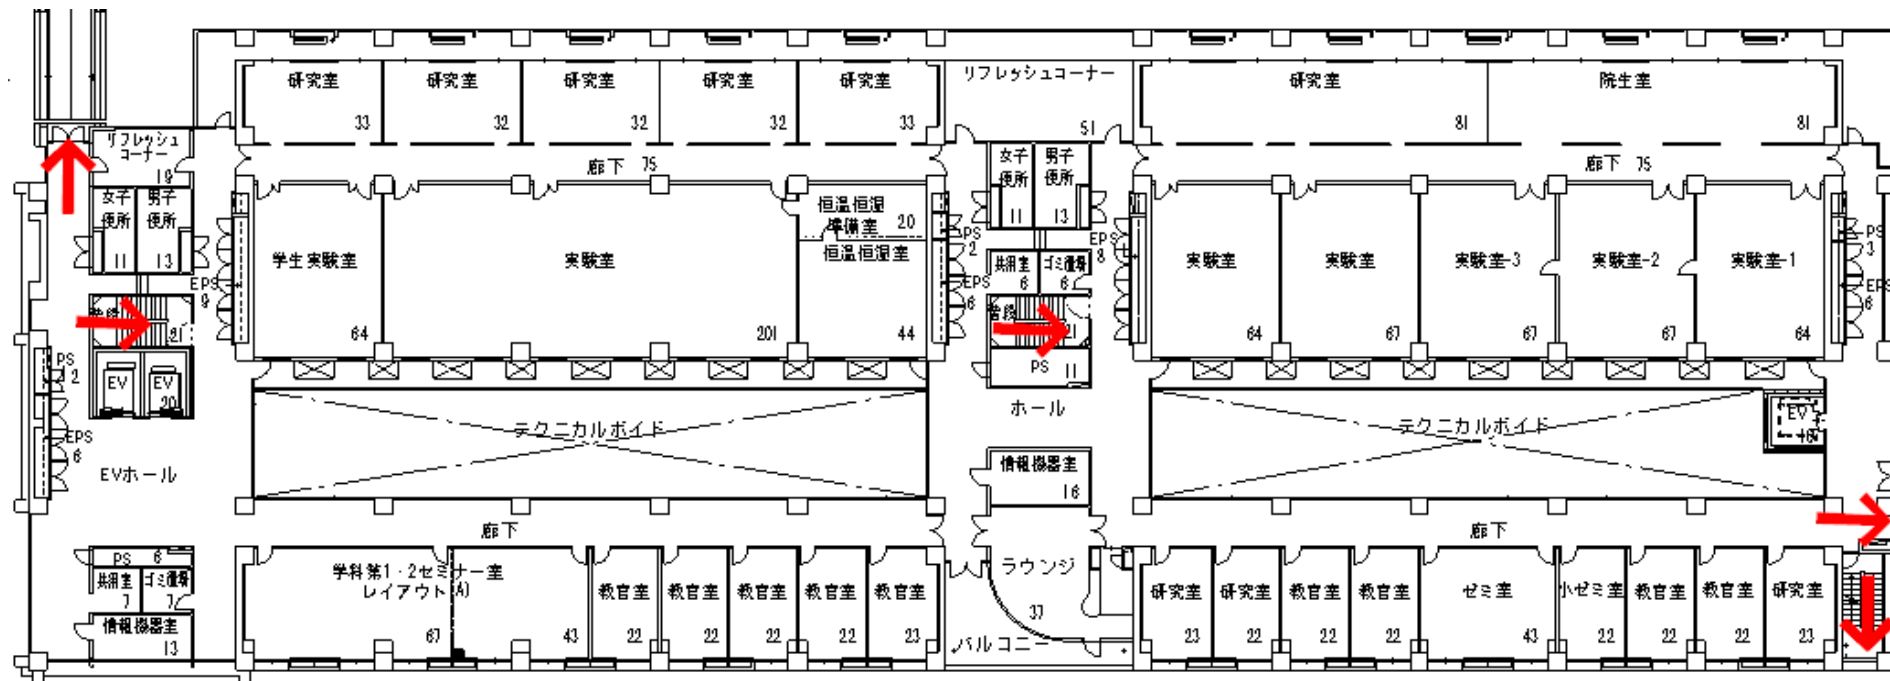 研究室
33
研究室
32
研究室
32
研究室
32
研究室
33
リフレッシュコーナー
51
研究室
81
院生室
81
リフレッシュ
コーナー
19
廊下 75
女子
便所
男子
便所
廊下 75
女子
便所
11
男子
便所
13
11
13
学生実験室
64
実験室
201
恒温恒湿
準備室 20
恒温恒湿室
44
EPS
9
PS
2
EPS
6
EPS
8
共用室
6
ゴミ置場
6
実験室
64
実験室
67
実験室-3
67
実験室-2
67
実験室-1
64
PS
3
EPS
6
階段
21
階段
21
PS 11
PS
2
EV
EV
20
EPS
6
EVホール
テクニカルボイド
ホール
情報機器室
16
テクニカルボイド
EV
廊下
廊下
PS 6
共用室
7
ゴミ置場
7
情報機器室
13
学科第1・2セミナー室
レイアウト(A)
67
43
教官室
22
教官室
22
教官室
22
教官室
22
教官室
23
ラウンジ
37
バルコニー
研究室
23
研究室
22
教官室
22
教官室
22
ゼミ室
43
小ゼミ室
22
教官室
22
教官室
22
研究室
23